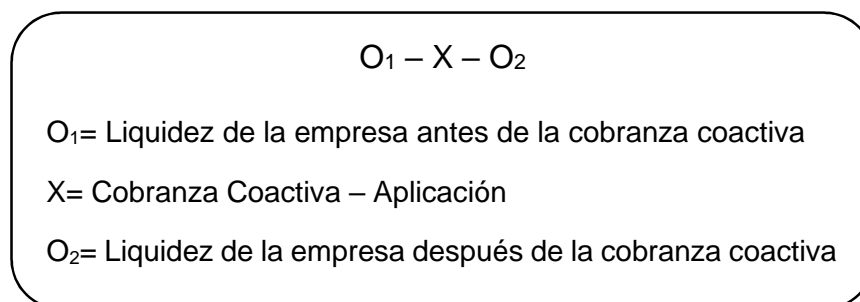 O₁ – X – O₂
O₁= Liquidez de la empresa antes de la cobranza coactiva
X= Cobranza Coactiva – Aplicación
O₂= Liquidez de la empresa después de la cobranza coactiva